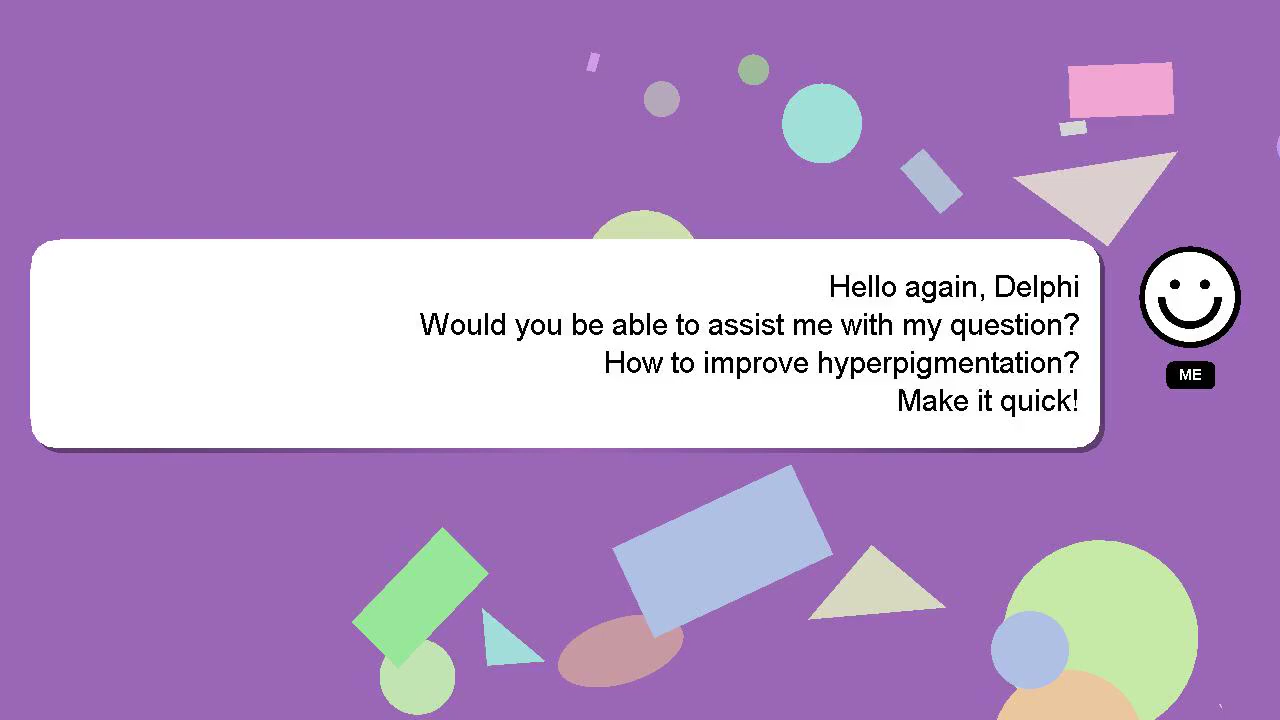 Hello again, Delphi
Would you be able to assist me with my question?
How to improve hyperpigmentation?
Make it quick!
ME